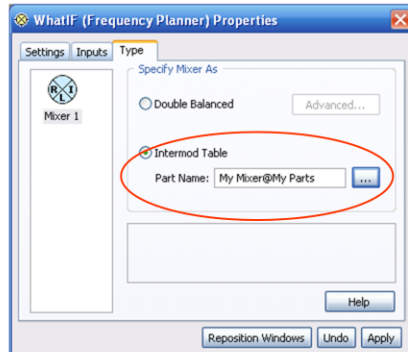 WhatIF (Frequency Planner) Properties
Settings Inputs Type
Specify Mixer As
R I
L
Mixer 1
Double Balanced Advanced...
Intermod Table
Part Name: My Mixer@My Parts ...
Help
Reposition Windows Undo Apply